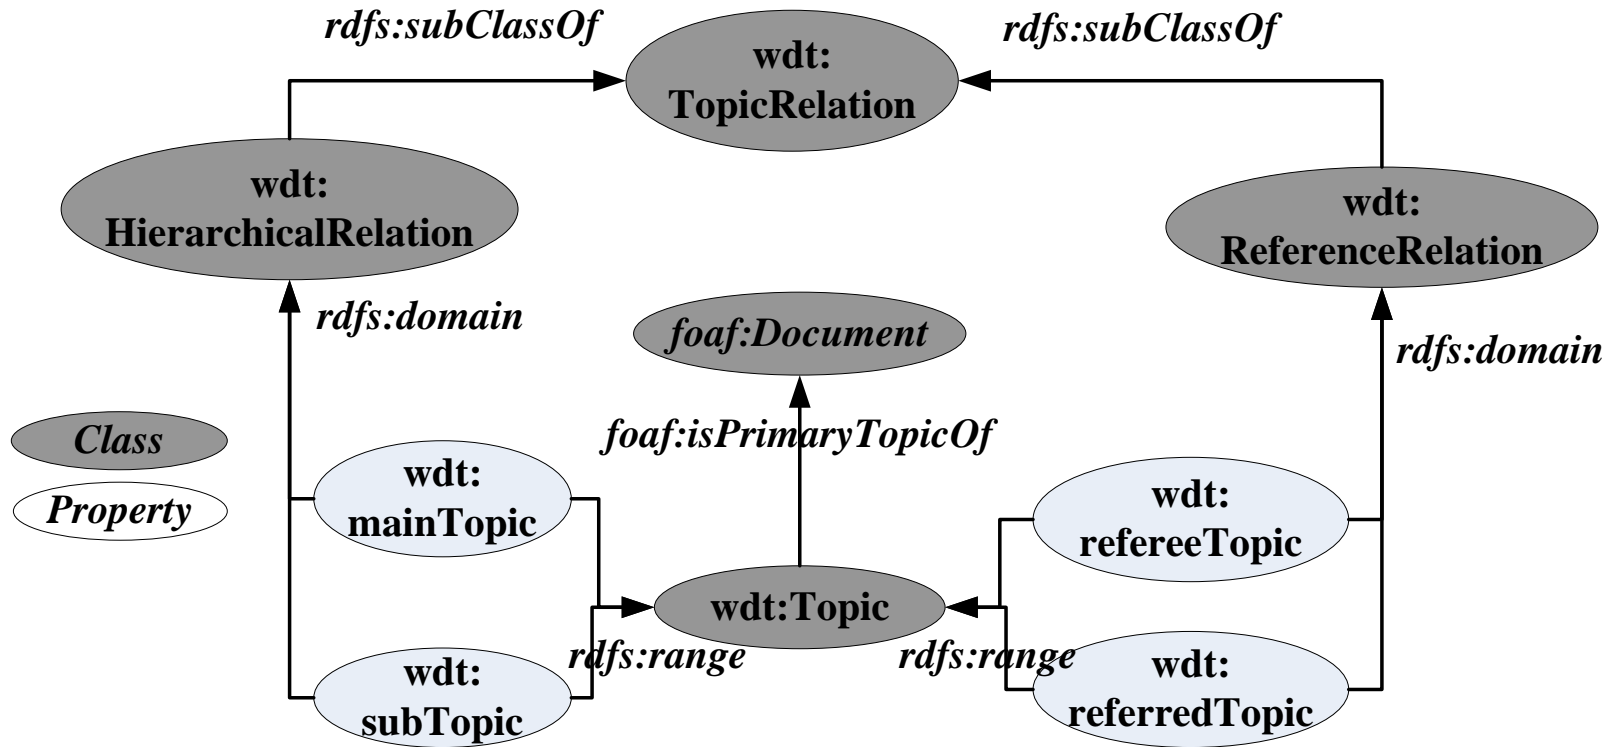 rdfs:subClassOf
wdt:
TopicRelation
rdfs:subClassOf
wdt:
HierarchicalRelation
wdt:
ReferenceRelation
rdfs:domain
foaf:Document
rdfs:domain
foaf:isPrimaryTopicOf
Class
Property
wdt:
mainTopic
wdt:
refereeTopic
wdt:Topic
rdfs:range
rdfs:range
wdt:
subTopic
wdt:
referredTopic